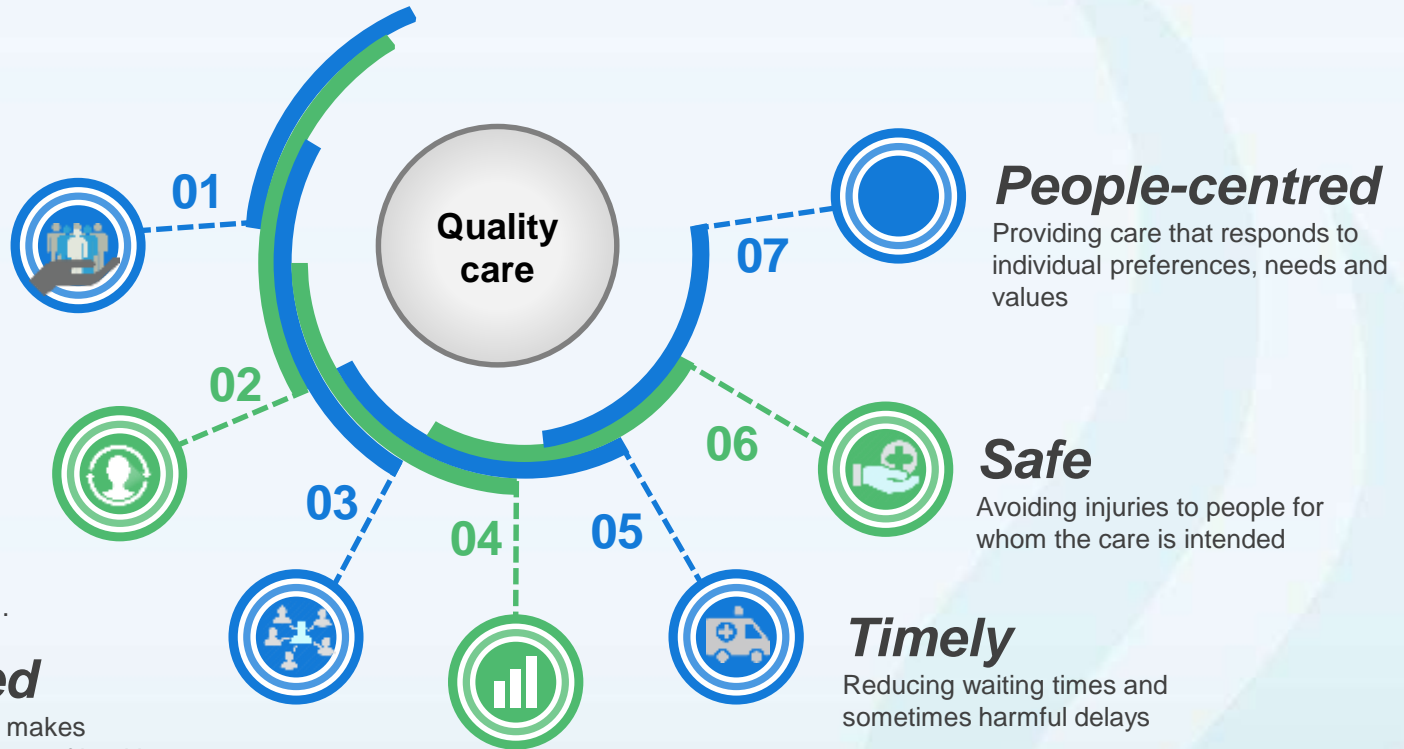 Quality
care
01
02
03
04
05
06
07
People-centred
Providing care that responds to
individual preferences, needs and
values
Safe
Avoiding injuries to people for
whom the care is intended
Timely
Reducing waiting times and
sometimes harmful delays
.
ed
makes